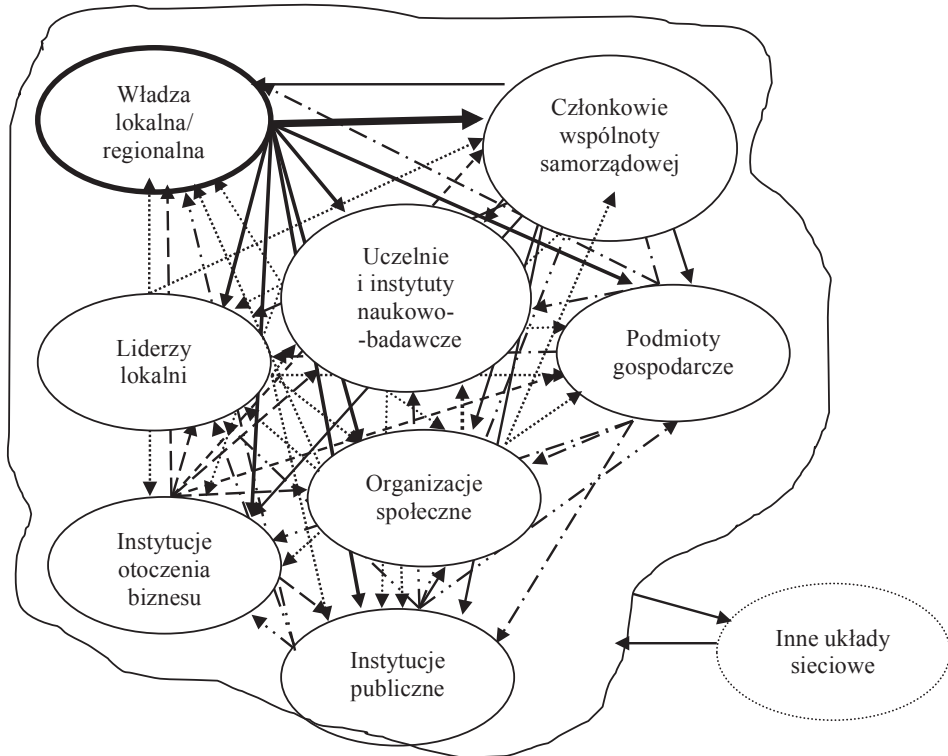 Władza
lokalna/
regionalna
Członkowie
wspólnoty
samorządowej
Uczelnie
i instytuty
naukowo-
-badawcze
Liderzy
lokalni
Podmioty
gospodarcze
Organizacje
społeczne
Instytucje
otoczenia
biznesu
Instytucje
publiczne
Inne układy
sieciowe